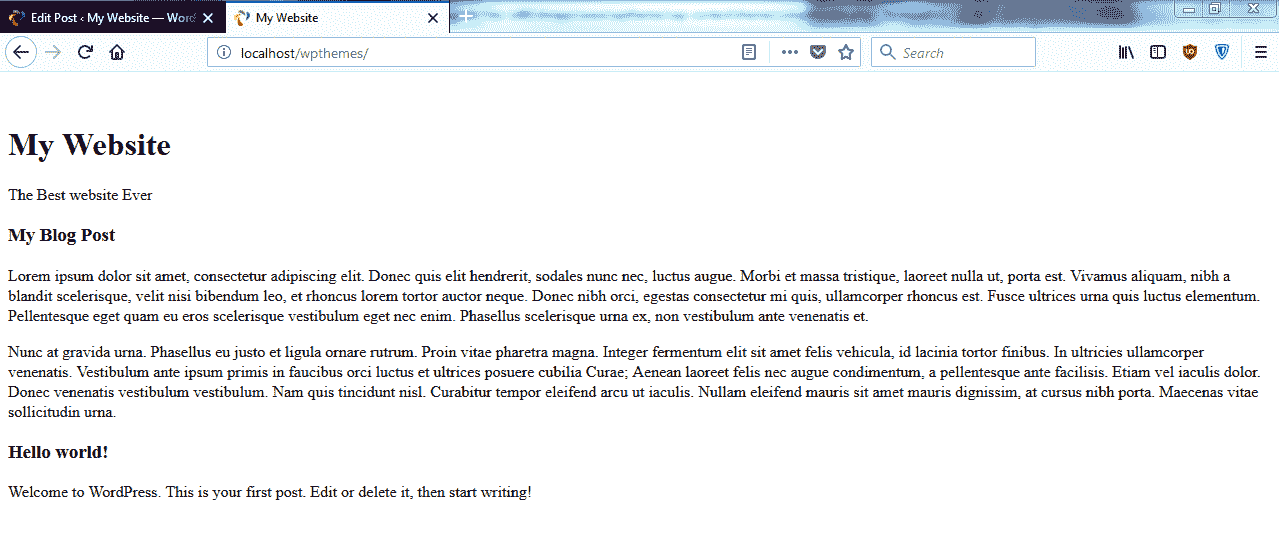 Edit Post ‹ My Website — Word
My Website
localhost/wpthemes/
Search
My Website
The Best website Ever
My Blog Post
Lorem ipsum dolor sit amet, consectetur adipiscing elit. Donec quis elit hendrerit, sodales nunc nec, luctus augue. Morbi et massa tristique, laoreet nulla ut, porta est. Vivamus aliquam, nibh a
blandit scelerisque, velit nisi bibendum leo, et rhoncus lorem tortor auctor neque. Donec nibh orci, egestas consectetur mi quis, ullamcorper rhoncus est. Fusce ultrices urna quis luctus elementum.
Pellentesque eget quam eu eros scelerisque vestibulum eget nec enim. Phasellus scelerisque urna ex, non vestibulum ante venenatis et.
Nunc at gravida urna. Phasellus eu justo et ligula ornare rutrum. Proin vitae pharetra magna. Integer fermentum elit sit amet felis vehicula, id lacinia tortor finibus. In ultricies ullamcorper
venenatis. Vestibulum ante ipsum primis in faucibus orci luctus et ultrices posuere cubilia Curae; Aenean laoreet felis nec augue condimentum, a pellentesque ante facilisis. Etiam vel iaculis dolor.
Donec venenatis vestibulum vestibulum. Nam quis tincidunt nisl. Curabitur tempor eleifend arcu ut iaculis. Nullam eleifend mauris sit amet mauris dignissim, at cursus nibh porta. Maecenas vitae
sollicitudin urna.
Hello world!
Welcome to WordPress. This is your first post. Edit or delete it, then start writing!